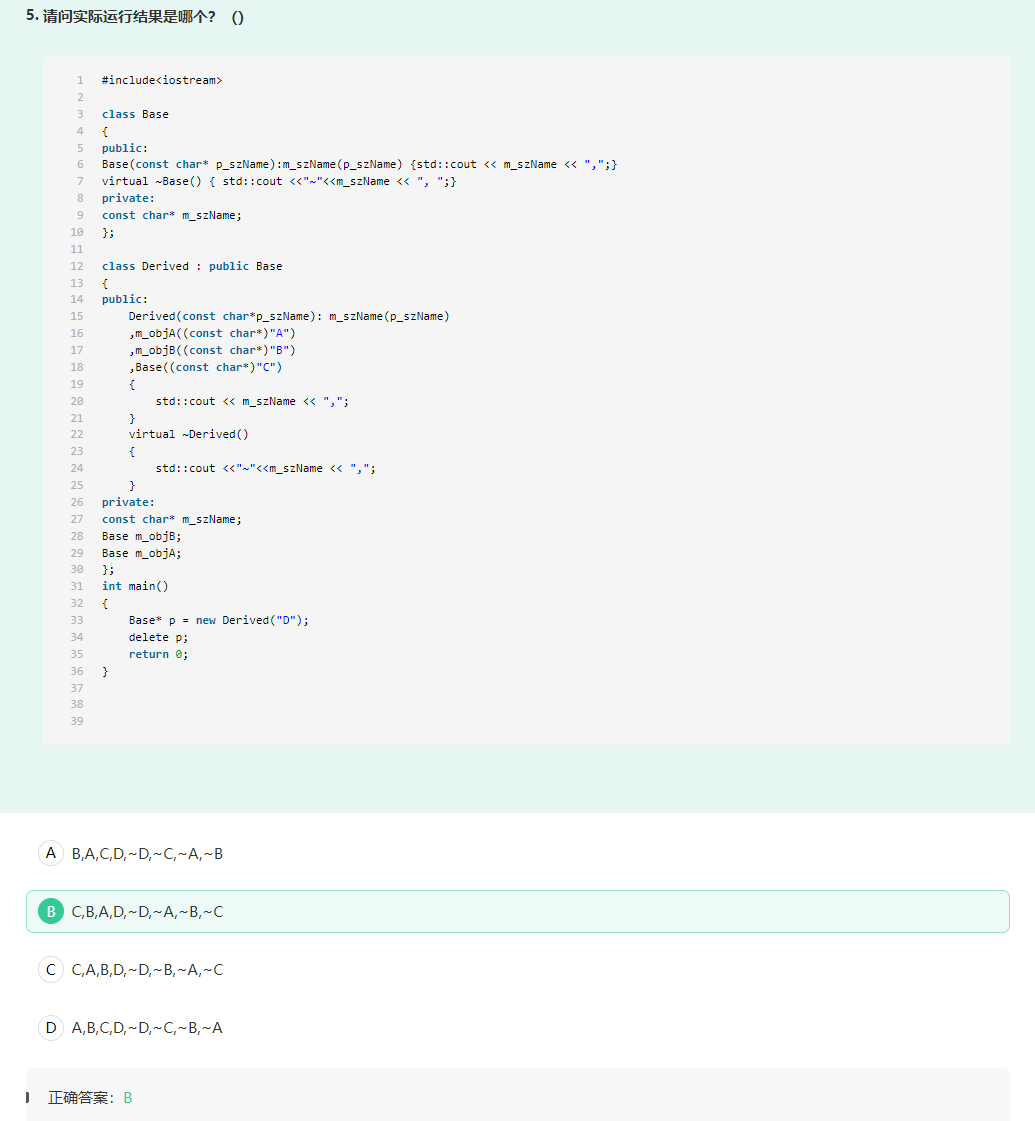 5. 请问实际运行结果是哪个？ ()
1 #include<iostream>
2
3 class Base
4 {
5 public:
6 Base(const char* p_szName):m_szName(p_szName) {std::cout << m_szName << ",";}
7 virtual ~Base() { std::cout <<"~"<<m_szName << ", ";}
8 private:
9 const char* m_szName;
10 };
11
12 class Derived : public Base
13 {
14 public:
15     Derived(const char*p_szName): m_szName(p_szName)
16     ,m_objA((const char*)"A")
17     ,m_objB((const char*)"B")
18     ,Base((const char*)"C")
19     {
20         std::cout << m_szName << ",";
21     }
22     virtual ~Derived()
23     {
24         std::cout <<"~"<<m_szName << ",";
25     }
26 private:
27 const char* m_szName;
28 Base m_objB;
29 Base m_objA;
30 };
31 int main()
32 {
33     Base* p = new Derived("D");
34     delete p;
35     return 0;
36 }
37
38
39
A B,A,C,D,~D,~C,~A,~B
B C,B,A,D,~D,~A,~B,~C
C C,A,B,D,~D,~B,~A,~C
D A,B,C,D,~D,~C,~B,~A
正确答案：B